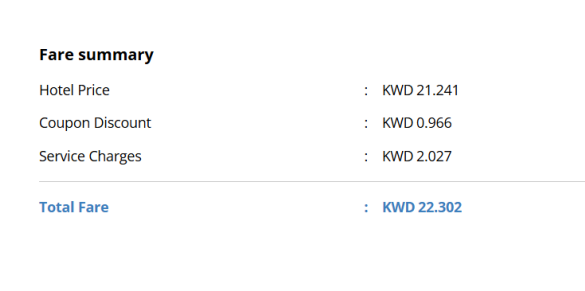 Fare summary
Hotel Price : KWD 21.241
Coupon Discount : KWD 0.966
Service Charges : KWD 2.027
Total Fare : KWD 22.302